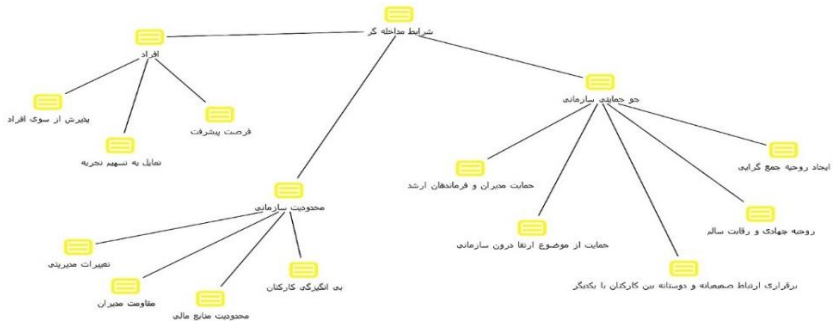 شرایط مداخله گر
افراد
پذیرش از سوی افراد
تمایل به تسهیم تجربه
فرصت پیشرفت
جو حمایتی سازمانی
ایجاد روحیه جمع گرایی
روحیه جهادی و رقابت سالم
برقراری ارتباط صمیمانه و دوستانه بین کارکنان با یکدیگر
حمایت از موضوع ارتقا درون سازمانی
حمایت مدیران و فرماندهان ارشد
محدودیت سازمانی
بی انگیزگی کارکنان
محدودیت منابع مالی
مقاومت مدیران
تغییرات مدیریتی